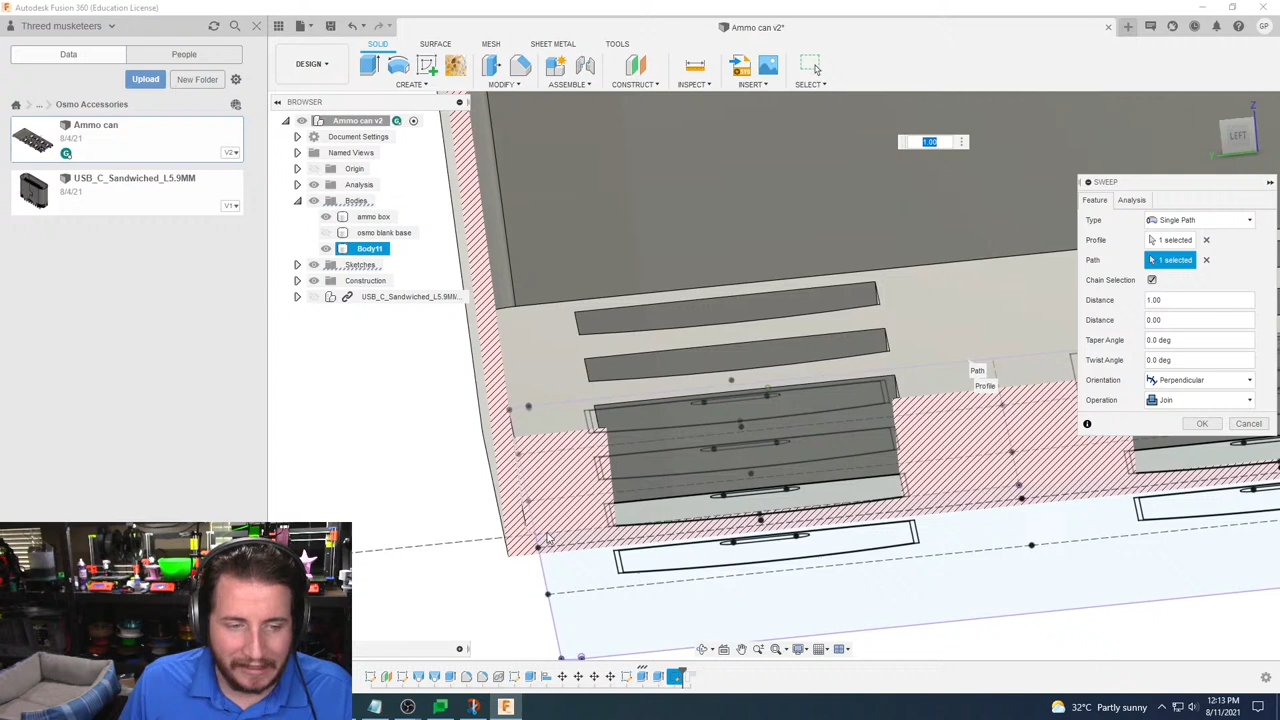 Autodesk Fusion 360 (Education License)
Threed musketeers
Ammo can v2*
GP
Data
People
Upload
New Folder
... Osmo Accessories
Ammo can
8/4/21
G
V2
USB_C_Sandwiched_L5.9MM
8/4/21
V1
SOLID
SURFACE
MESH
SHEET METAL
TOOLS
DESIGN
CREATE
MODIFY
ASSEMBLE
CONSTRUCT
INSPECT
INSERT
SELECT
BROWSER
Ammo can v2
G
Document Settings
Named Views
Origin
Analysis
Bodies
ammo box
osmo blank base
Body11
Sketches
Construction
USB_C_Sandwiched_L5.9MM/...
1.00
Z
LEFT
Y
Path
Profile
SWEEP
Feature
Analysis
Type
Single Path
Profile
1 selected
Path
1 selected
Chain Selection
Distance
1.00
Distance
0.00
Taper Angle
0.0 deg
Twist Angle
0.0 deg
Orientation
Perpendicular
Operation
Join
OK
Cancel
32°C Partly sunny
12:13 PM
8/11/2021